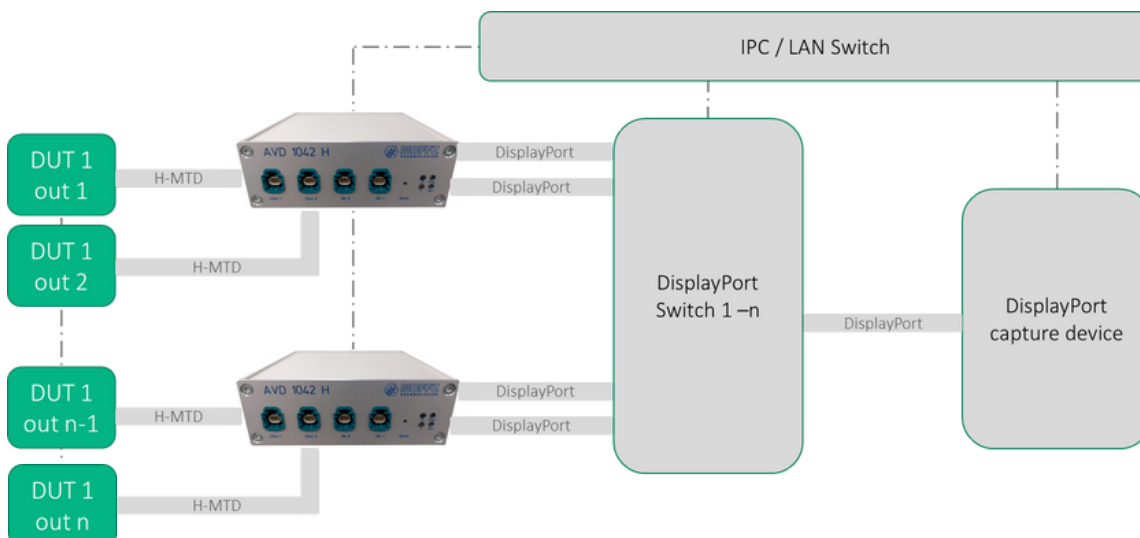 IPC / LAN Switch
DUT 1
out 1
H-MTD
AVD 1042 H
DisplayPort
DisplayPort
DUT 1
out 2
H-MTD
DisplayPort
Switch 1 –n
DisplayPort
DisplayPort
capture device
DUT 1
out n-1
H-MTD
AVD 1042 H
DisplayPort
DisplayPort
DUT 1
out n
H-MTD